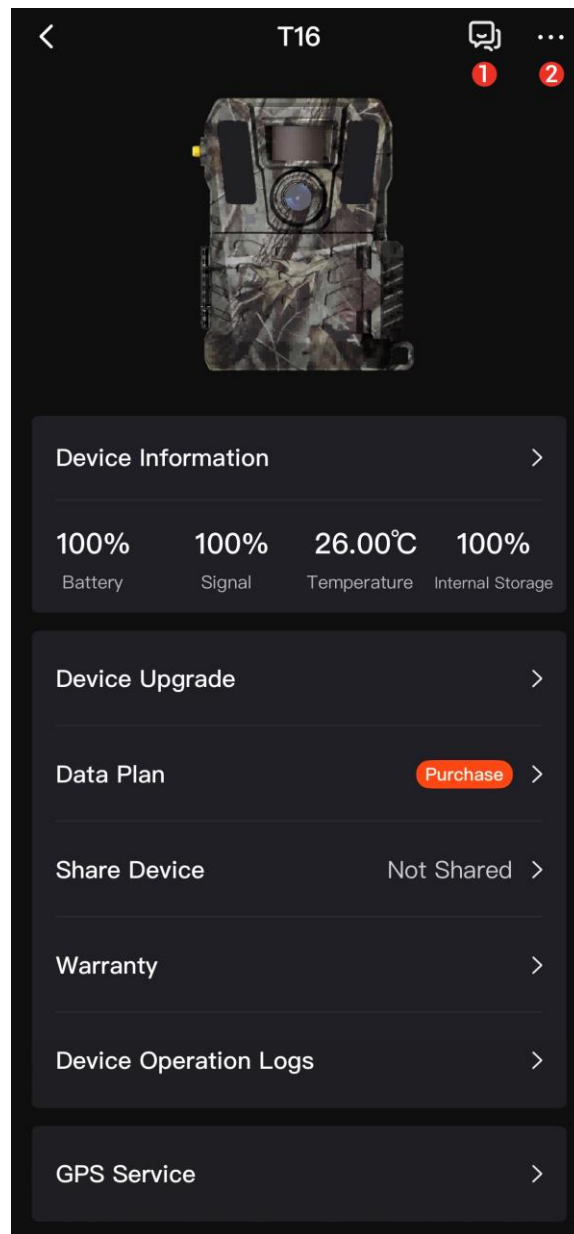 T16
1 2
Device Information
100% 100% 26.00℃ 100%
Battery Signal Temperature Internal Storage
Device Upgrade
Data Plan Purchase
Share Device Not Shared
Warranty
Device Operation Logs
GPS Service